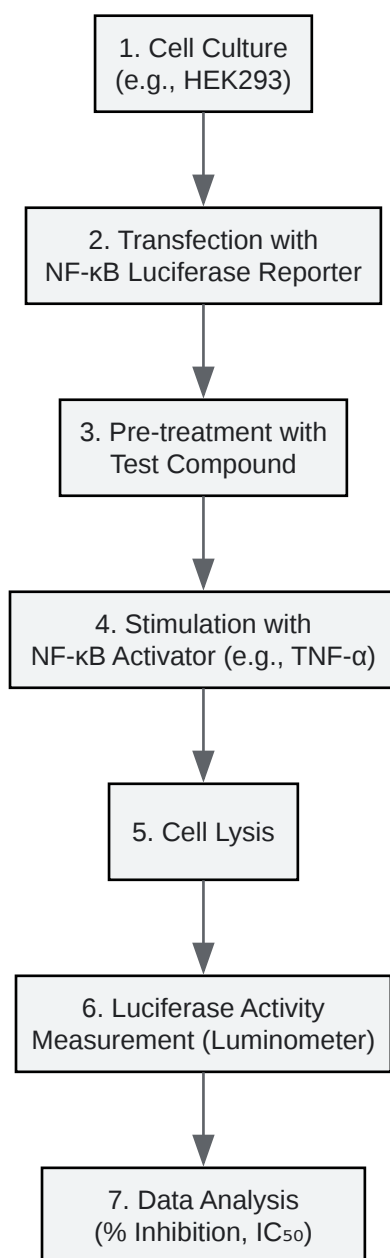 1. Cell Culture
(e.g., HEK293)
2. Transfection with
NF-κB Luciferase Reporter
3. Pre-treatment with
Test Compound
4. Stimulation with
NF-κB Activator (e.g., TNF-α)
5. Cell Lysis
6. Luciferase Activity
Measurement (Luminometer)
7. Data Analysis
(% Inhibition, IC₅₀)